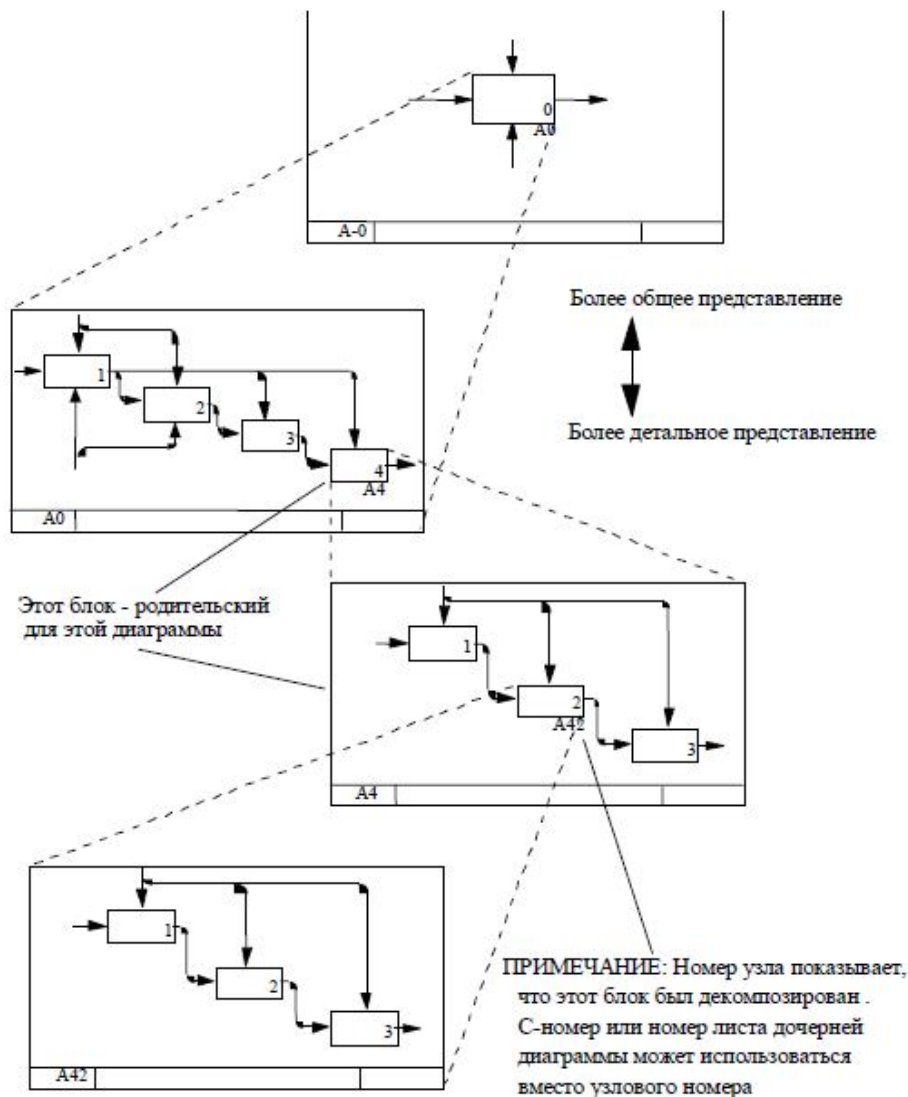 0
A0
A-0
Более общее представление
Более детальное представление
1
2
3
4
A4
A0
Этот блок - родительский
для этой диаграммы
1
2
A42
3
A4
1
2
3
A42
ПРИМЕЧАНИЕ: Номер узла показывает,
что этот блок был декомпозирован .
С-номер или номер листа дочерней
диаграммы может использоваться
вместо узлового номера